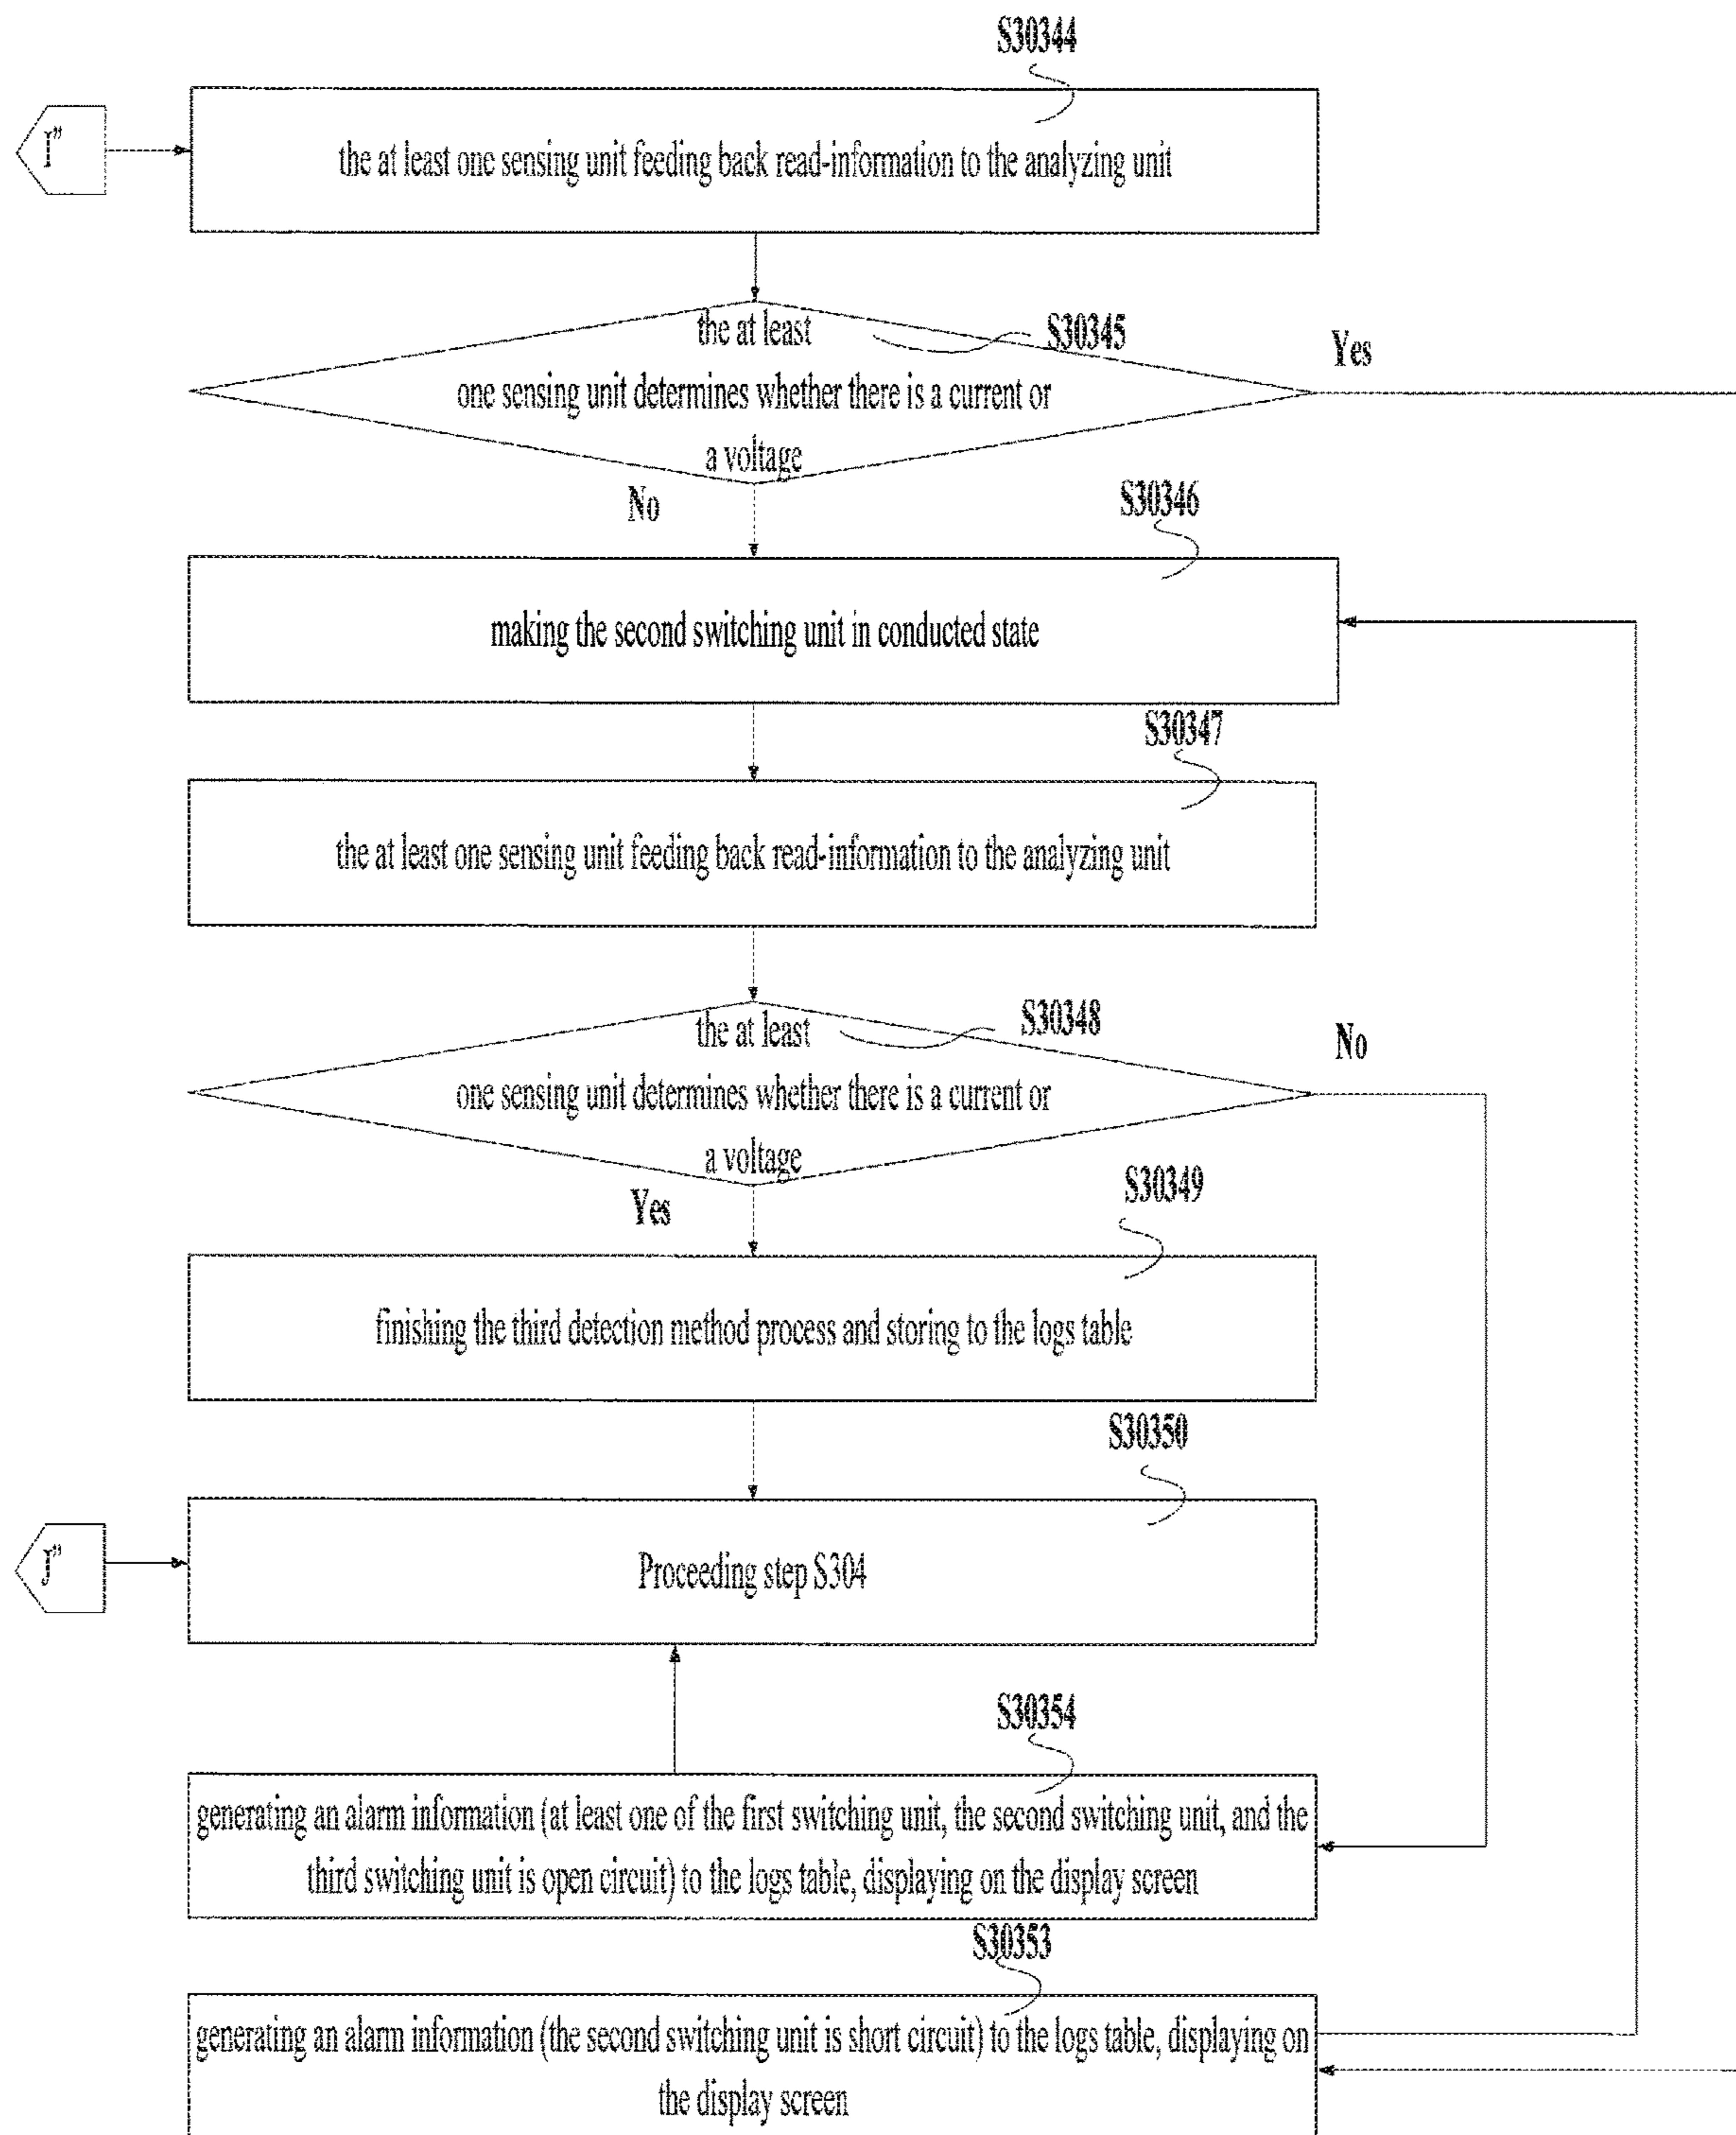 S30344
I”
the at least one sensing unit feeding back read-information to the analyzing unit
the at least
S30345
Yes
one sensing unit determines whether there is a current or
a voltage
No
S30346
making the second switching unit in conducted state
S30347
the at least one sensing unit feeding back read-information to the analyzing unit
the at least
S30348
No
one sensing unit determines whether there is a current or
a voltage
Yes
S30349
finishing the third detection method process and storing to the logs table
S30350
J”
Proceeding step S304
S30354
generating an alarm information (at least one of the first switching unit, the second switching unit, and the
third switching unit is open circuit) to the logs table, displaying on the display screen
S30353
generating an alarm information (the second switching unit is short circuit) to the logs table, displaying on
the display screen